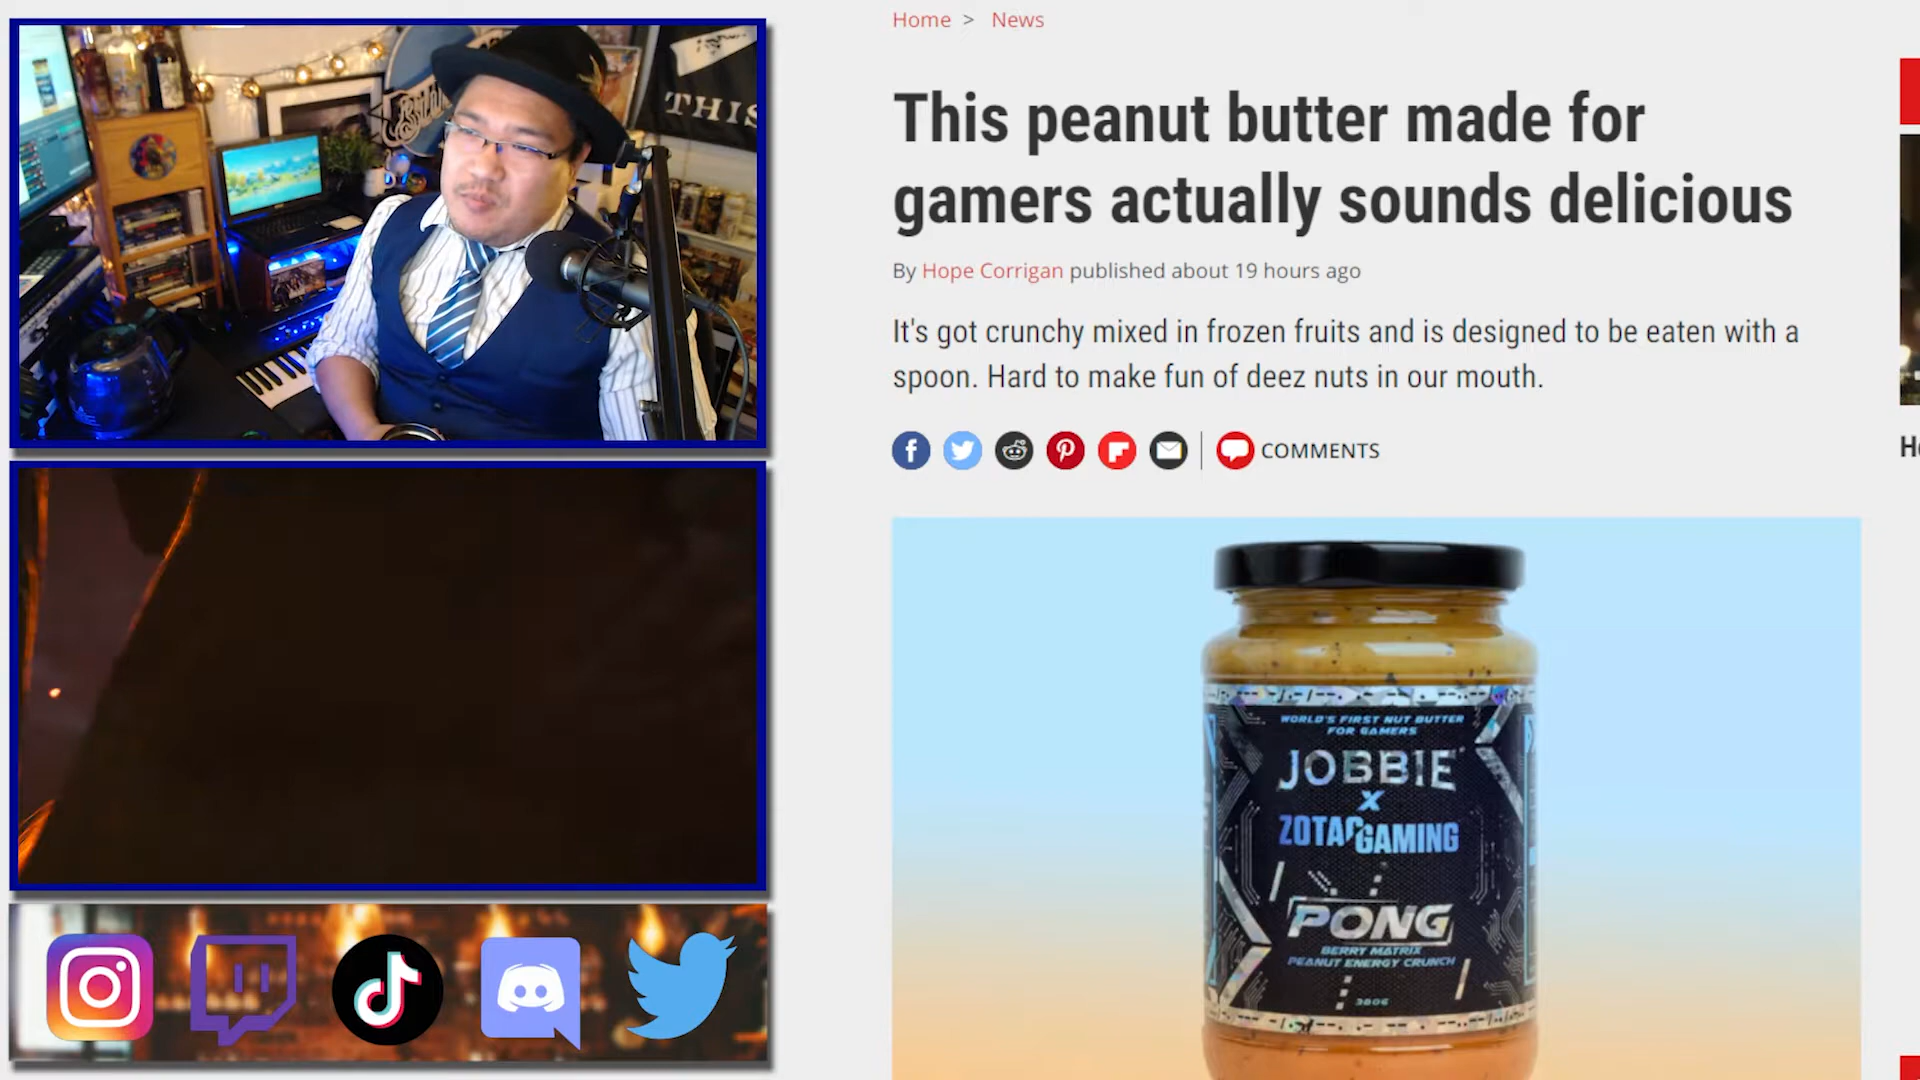 THIS
Home > News
This peanut butter made for
gamers actually sounds delicious
By Hope Corrigan published about 19 hours ago
It's got crunchy mixed in frozen fruits and is designed to be eaten with a
spoon. Hard to make fun of deez nuts in our mouth.
COMMENTS
WORLD'S FIRST NUT BUTTER
FOR GAMERS
JOBBIE
X
ZOTAC GAMING
PONG
BERRY MATRIX
PEANUT ENERGY CRUNCH
380G